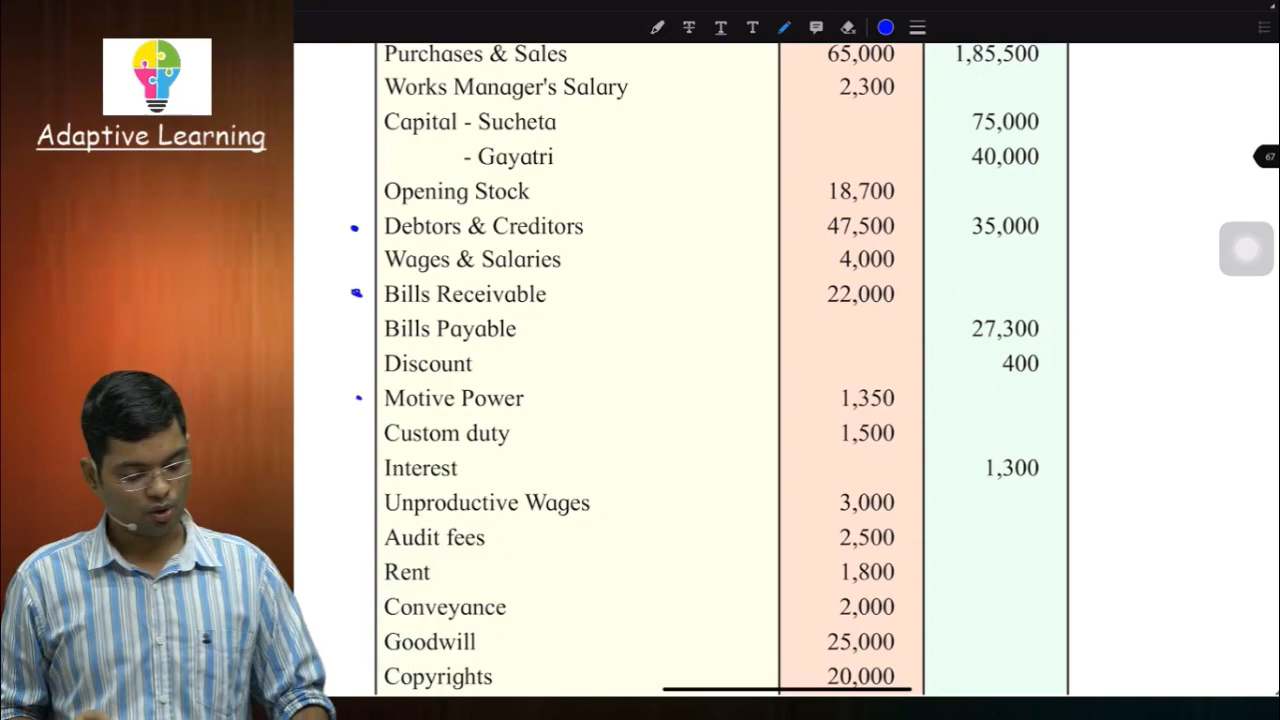 Adaptive Learning
Purchases & Sales 65,000 1,85,500
Works Manager's Salary 2,300
Capital - Sucheta 75,000
- Gayatri 40,000
Opening Stock 18,700
Debtors & Creditors 47,500 35,000
Wages & Salaries 4,000
Bills Receivable 22,000
Bills Payable 27,300
Discount 400
Motive Power 1,350
Custom duty 1,500
Interest 1,300
Unproductive Wages 3,000
Audit fees 2,500
Rent 1,800
Conveyance 2,000
Goodwill 25,000
Copyrights 20,000
T T T
67